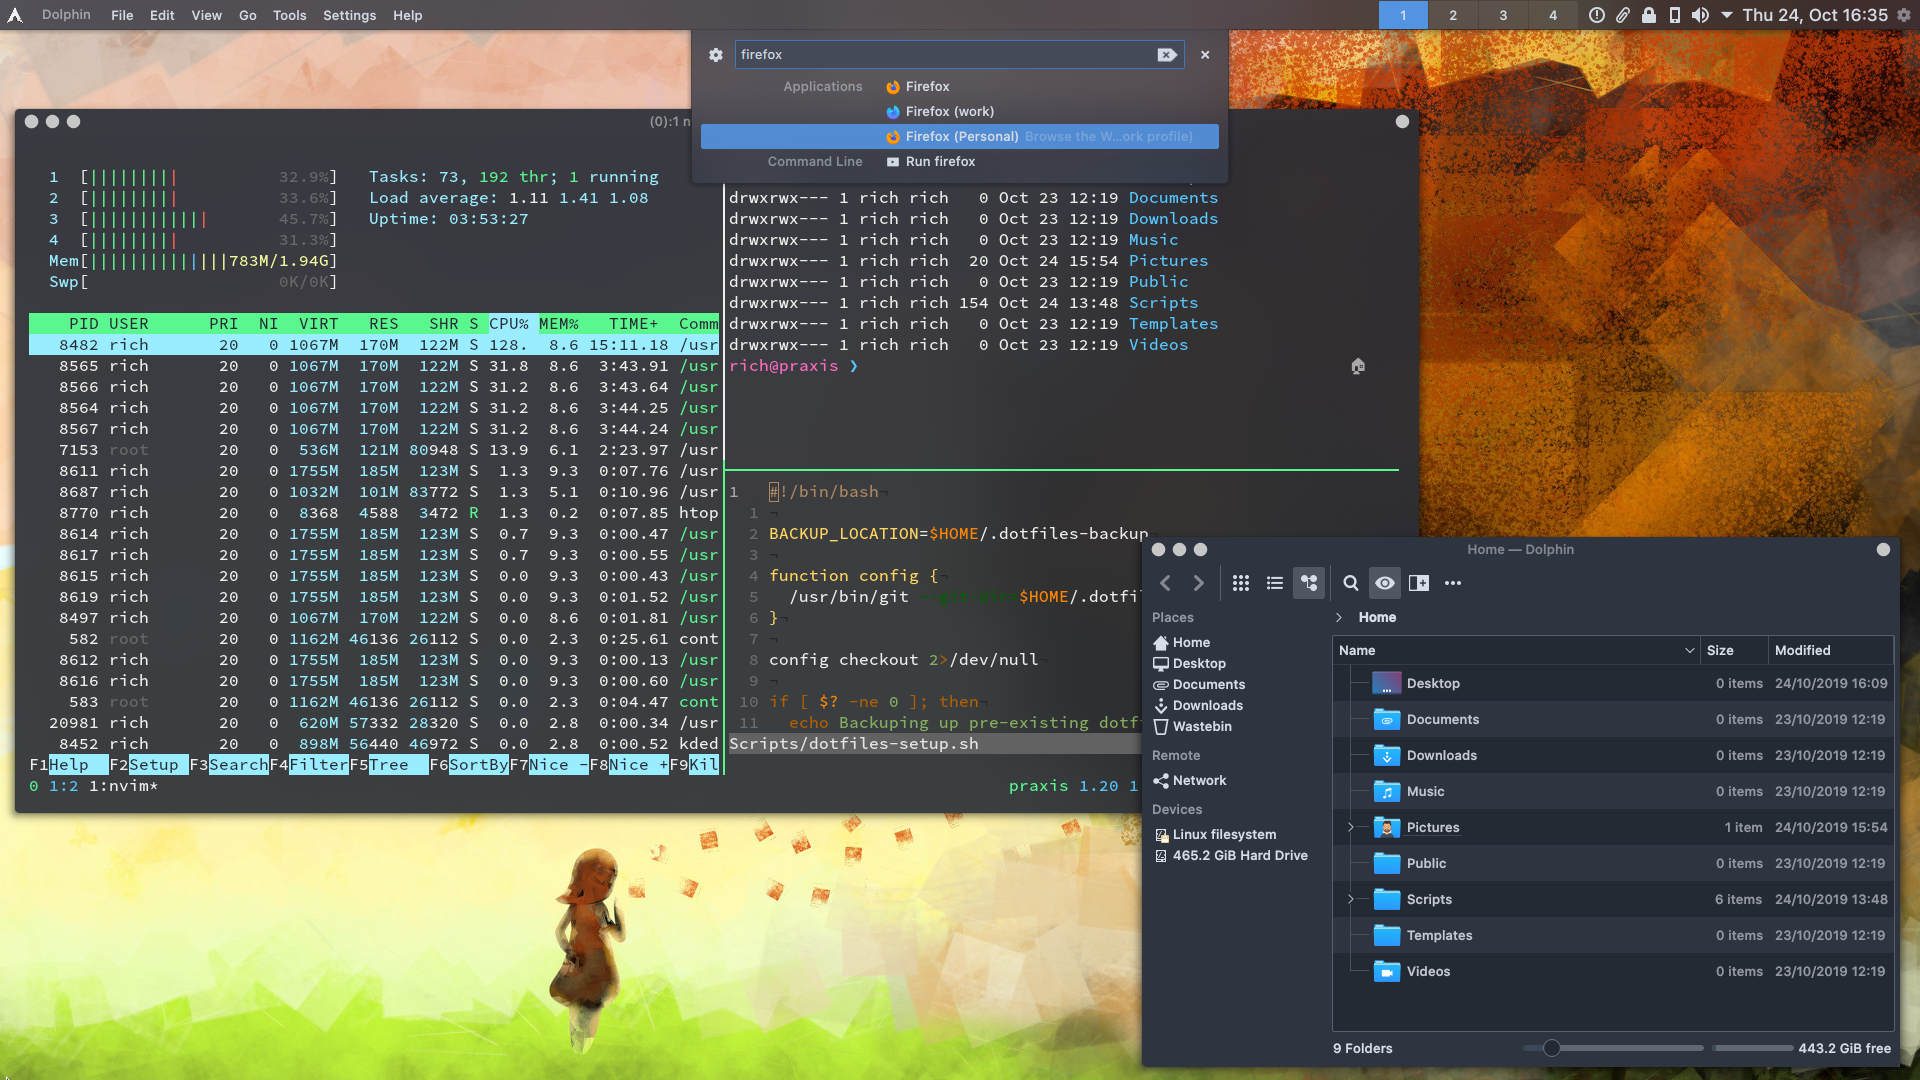 Dolphin File Edit View Go Tools Settings Help
1 2 3 4 Thu 24, Oct 16:35
firefox
Applications Firefox
Firefox (work)
Firefox (Personal) Browse the W...ork profile)
Command Line Run firefox
(0):1 n
1 [||||||||| 32.9%] Tasks: 73, 192 thr; 1 running
2 [||||||||| 33.6%] Load average: 1.11 1.41 1.08
3 [|||||||||||| 45.7%] Uptime: 03:53:27
4 [||||||||| 31.3%]
Mem[||||||||||||||783M/1.94G]
Swp[ 0K/0K]
PID USER PRI NI VIRT RES SHR S CPU% MEM% TIME+ Comm
8482 rich 20 0 1067M 170M 122M S 128. 8.6 15:11.18 /usr
8565 rich 20 0 1067M 170M 122M S 31.8 8.6 3:43.91 /usr
8566 rich 20 0 1067M 170M 122M S 31.2 8.6 3:43.64 /usr
8564 rich 20 0 1067M 170M 122M S 31.2 8.6 3:44.25 /usr
8567 rich 20 0 1067M 170M 122M S 31.2 8.6 3:44.24 /usr
7153 root 20 0 536M 121M 80948 S 13.9 6.1 2:23.97 /usr
8611 rich 20 0 1755M 185M 123M S 1.3 9.3 0:07.76 /usr
8687 rich 20 0 1032M 101M 83772 S 1.3 5.1 0:10.96 /usr
8770 rich 20 0 8368 4588 3472 R 1.3 0.2 0:07.85 htop
8614 rich 20 0 1755M 185M 123M S 0.7 9.3 0:00.47 /usr
8617 rich 20 0 1755M 185M 123M S 0.7 9.3 0:00.55 /usr
8615 rich 20 0 1755M 185M 123M S 0.0 9.3 0:00.43 /usr
8619 rich 20 0 1755M 185M 123M S 0.0 9.3 0:01.52 /usr
8497 rich 20 0 1067M 170M 122M S 0.0 8.6 0:01.81 /usr
582 root 20 0 1162M 46136 26112 S 0.0 2.3 0:25.61 cont
8612 rich 20 0 1755M 185M 123M S 0.0 9.3 0:00.13 /usr
8616 rich 20 0 1755M 185M 123M S 0.0 9.3 0:00.60 /usr
583 root 20 0 1162M 46136 26112 S 0.0 2.3 0:04.47 cont
20981 rich 20 0 620M 57332 28320 S 0.0 2.8 0:00.34 /usr
8452 rich 20 0 898M 56440 46972 S 0.0 2.8 0:00.52 kded
F1Help F2Setup F3SearchF4FilterF5Tree F6SortByF7Nice -F8Nice +F9Kil
0 1:2 1:nvim*
praxis 1.20 1
drwxrwx--- 1 rich rich 0 Oct 23 12:19 Documents
drwxrwx--- 1 rich rich 0 Oct 23 12:19 Downloads
drwxrwx--- 1 rich rich 0 Oct 23 12:19 Music
drwxrwx--- 1 rich rich 20 Oct 24 15:54 Pictures
drwxrwx--- 1 rich rich 0 Oct 23 12:19 Public
drwxrwx--- 1 rich rich 154 Oct 24 13:48 Scripts
drwxrwx--- 1 rich rich 0 Oct 23 12:19 Templates
drwxrwx--- 1 rich rich 0 Oct 23 12:19 Videos
rich@praxis ❯
1 #!/bin/bash¬
1 ¬
2 BACKUP_LOCATION=$HOME/.dotfiles-backup¬
3 ¬
4 function config {¬
5 /usr/bin/git --git-dir=$HOME/.dotfil
6 }¬
7 ¬
8 config checkout 2>/dev/null¬
9 ¬
10 if [ $? -ne 0 ]; then¬
11 echo Backuping up pre-existing dotf
Scripts/dotfiles-setup.sh
Home — Dolphin
Places
Home
Desktop
Documents
Downloads
Wastebin
Remote
Network
Devices
Linux filesystem
465.2 GiB Hard Drive
Home
Name Size Modified
Desktop 0 items 24/10/2019 16:09
Documents 0 items 23/10/2019 12:19
Downloads 0 items 23/10/2019 12:19
Music 0 items 23/10/2019 12:19
Pictures 1 item 24/10/2019 15:54
Public 0 items 23/10/2019 12:19
Scripts 6 items 24/10/2019 13:48
Templates 0 items 23/10/2019 12:19
Videos 0 items 23/10/2019 12:19
9 Folders 443.2 GiB free